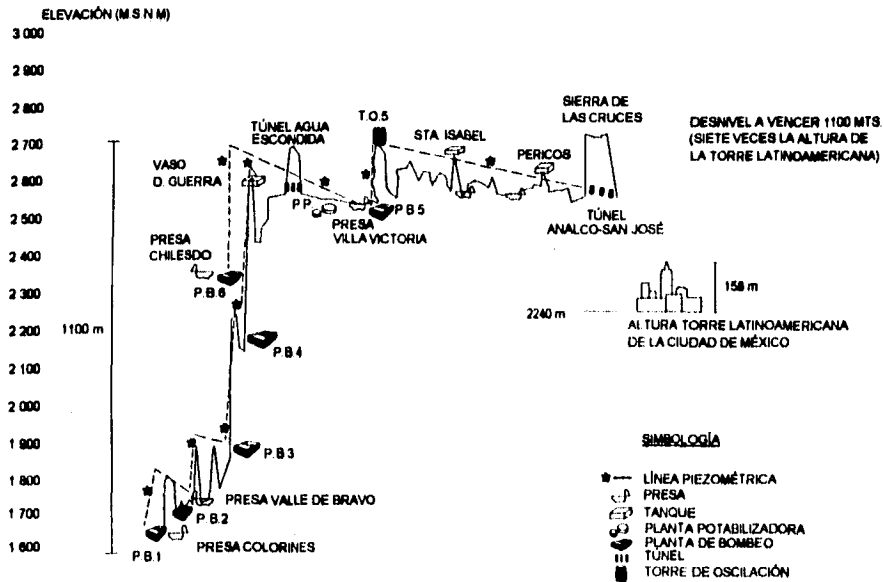 ELEVACIÓN (M S N M)
3 000
2 900
2 800
2 700
2 600
2 500
2 400
2 300
2 200
2 100
2 000
1 900
1 800
1 700
1 600
1100 m
VASO
D. GUERRA
TÚNEL AGUA
ESCONDIDA
T.O.5
STA. ISABEL
PERICOS
SIERRA DE
LAS CRUCES
DESNIVEL A VENCER 1100 MTS.
(SIETE VECES LA ALTURA DE
LA TORRE LATINOAMERICANA)
P.P.
PRESA
VILLA VICTORIA
P.B.5
TÚNEL
ANALCO-SAN JOSÉ
PRESA
CHILESDO
P.B.6
P.B.4
P.B.3
PRESA VALLE DE BRAVO
P.B.2
P.B.1
PRESA COLORINES
2240 m
158 m
ALTURA TORRE LATINOAMERICANA
DE LA CIUDAD DE MÉXICO
SIMBOLOGÍA
LÍNEA PIEZOMÉTRICA
PRESA
TANQUE
PLANTA POTABILIZADORA
PLANTA DE BOMBEO
TÚNEL
TORRE DE OSCILACIÓN